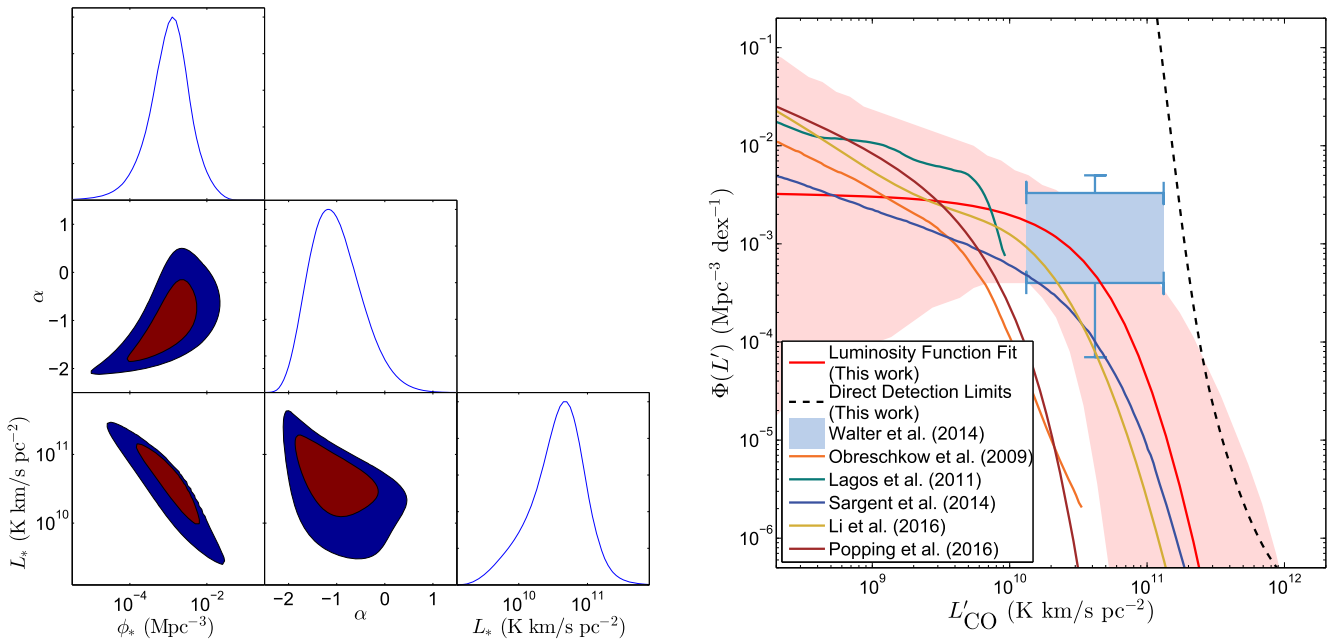 1
0
α
−1
−2
10^11
10^10
L_* (K km/s pc^−2)
10^−4 10^−2
ϕ_* (Mpc^−3)
−2 −1 0 1
α
10^10 10^11
L_* (K km/s pc^−2)
10^−1
10^−2
10^−3
10^−4
10^−5
10^−6
Φ(L′) (Mpc^−3 dex^−1)
Luminosity Function Fit
(This work)
Direct Detection Limits
(This work)
Walter et al. (2014)
Obreschkow et al. (2009)
Lagos et al. (2011)
Sargent et al. (2014)
Li et al. (2016)
Popping et al. (2016)
10^9 10^10 10^11 10^12
L′_CO (K km/s pc^−2)